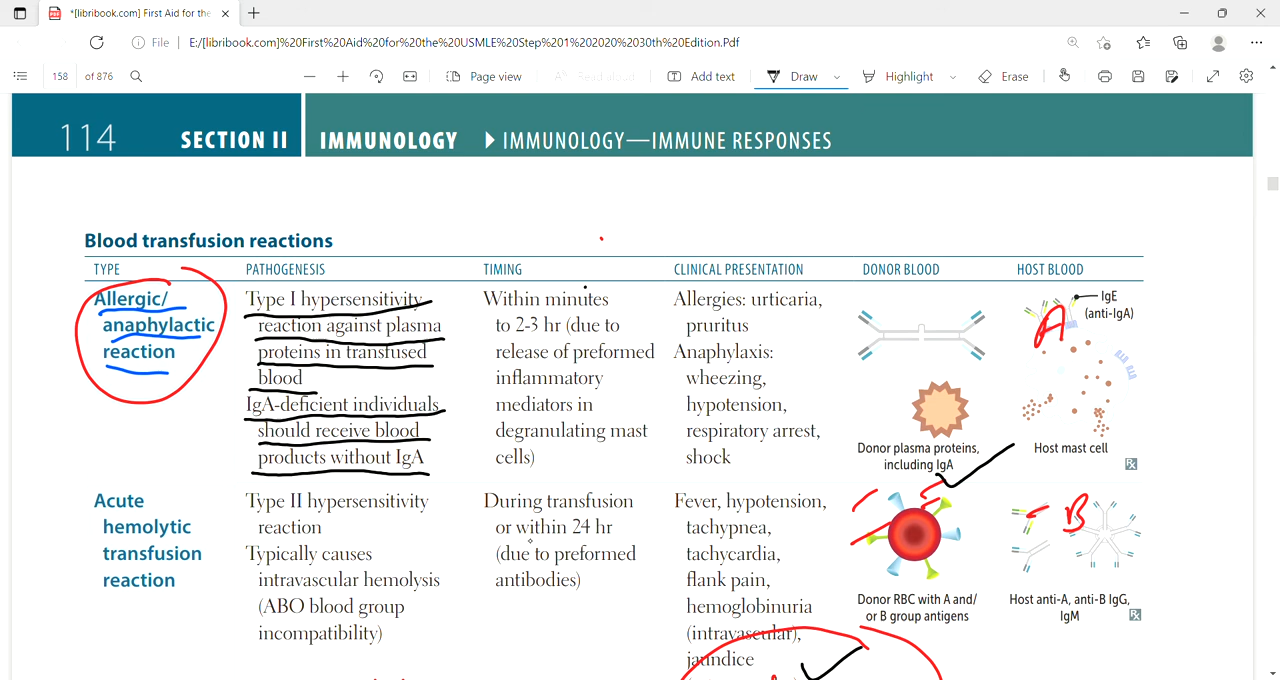 *[libribook.com] First Aid for the
File
E:/[libribook.com]%20First%20Aid%20for%20the%20USMLE%20Step%201%202020%2030th%20Edition.Pdf
158 of 876
Page view
Read aloud
Add text
Draw
Highlight
Erase
114 SECTION II IMMUNOLOGY IMMUNOLOGY—IMMUNE RESPONSES
Blood transfusion reactions
TYPE PATHOGENESIS TIMING CLINICAL PRESENTATION DONOR BLOOD HOST BLOOD
Allergic/
anaphylactic
reaction
Type I hypersensitivity
reaction against plasma
proteins in transfused
blood
IgA-deficient individuals
should receive blood
products without IgA
Within minutes
to 2-3 hr (due to
release of preformed
inflammatory
mediators in
degranulating mast
cells)
Allergies: urticaria,
pruritus
Anaphylaxis:
wheezing,
hypotension,
respiratory arrest,
shock
Donor plasma proteins,
including IgA
IgE
(anti-IgA)
A
Host mast cell
Rx
Acute
hemolytic
transfusion
reaction
Type II hypersensitivity
reaction
Typically causes
intravascular hemolysis
(ABO blood group
incompatibility)
During transfusion
or within 24 hr
(due to preformed
antibodies)
Fever, hypotension,
tachypnea,
tachycardia,
flank pain,
hemoglobinuria
(intravascular),
jaundice
Donor RBC with A and/
or B group antigens
B
Host anti-A, anti-B IgG,
IgM
Rx